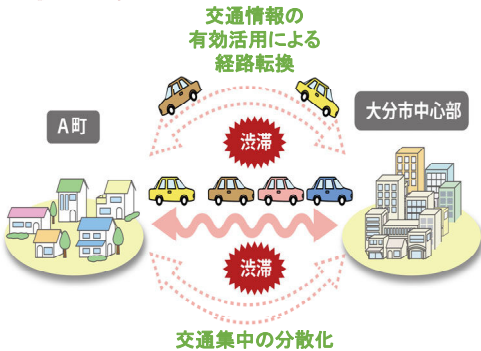 交通情報の
有効活用による
経路転換
A町
大分市中心部
渋滞
渋滞
交通集中の分散化